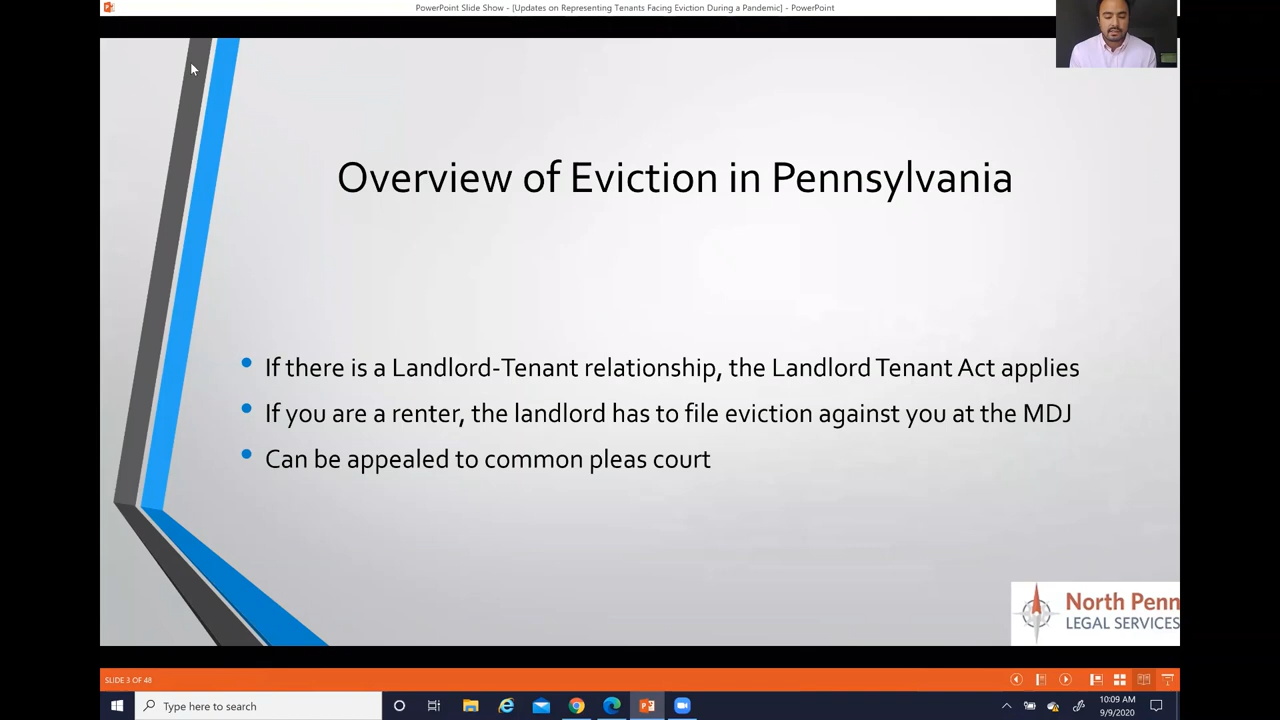 PowerPoint Slide Show - [Updates on Representing Tenants Facing Eviction During a Pandemic] - PowerPoint
Overview of Eviction in Pennsylvania
If there is a Landlord-Tenant relationship, the Landlord Tenant Act applies
If you are a renter, the landlord has to file eviction against you at the MDJ
Can be appealed to common pleas court
North Penn
LEGAL SERVICES
SLIDE 3 OF 48
Type here to search
10:09 AM
9/9/2020